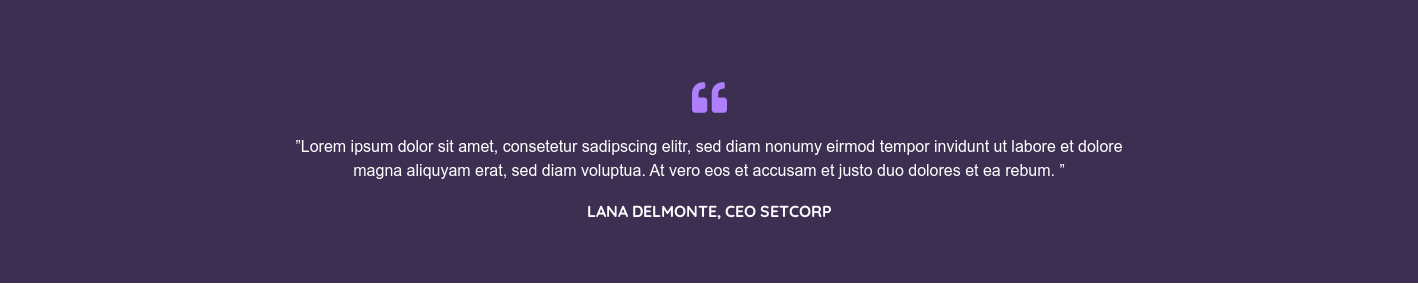 ”Lorem ipsum dolor sit amet, consetetur sadipscing elitr, sed diam nonumy eirmod tempor invidunt ut labore et dolore
magna aliquyam erat, sed diam voluptua. At vero eos et accusam et justo duo dolores et ea rebum. ”
LANA DELMONTE, CEO SETCORP